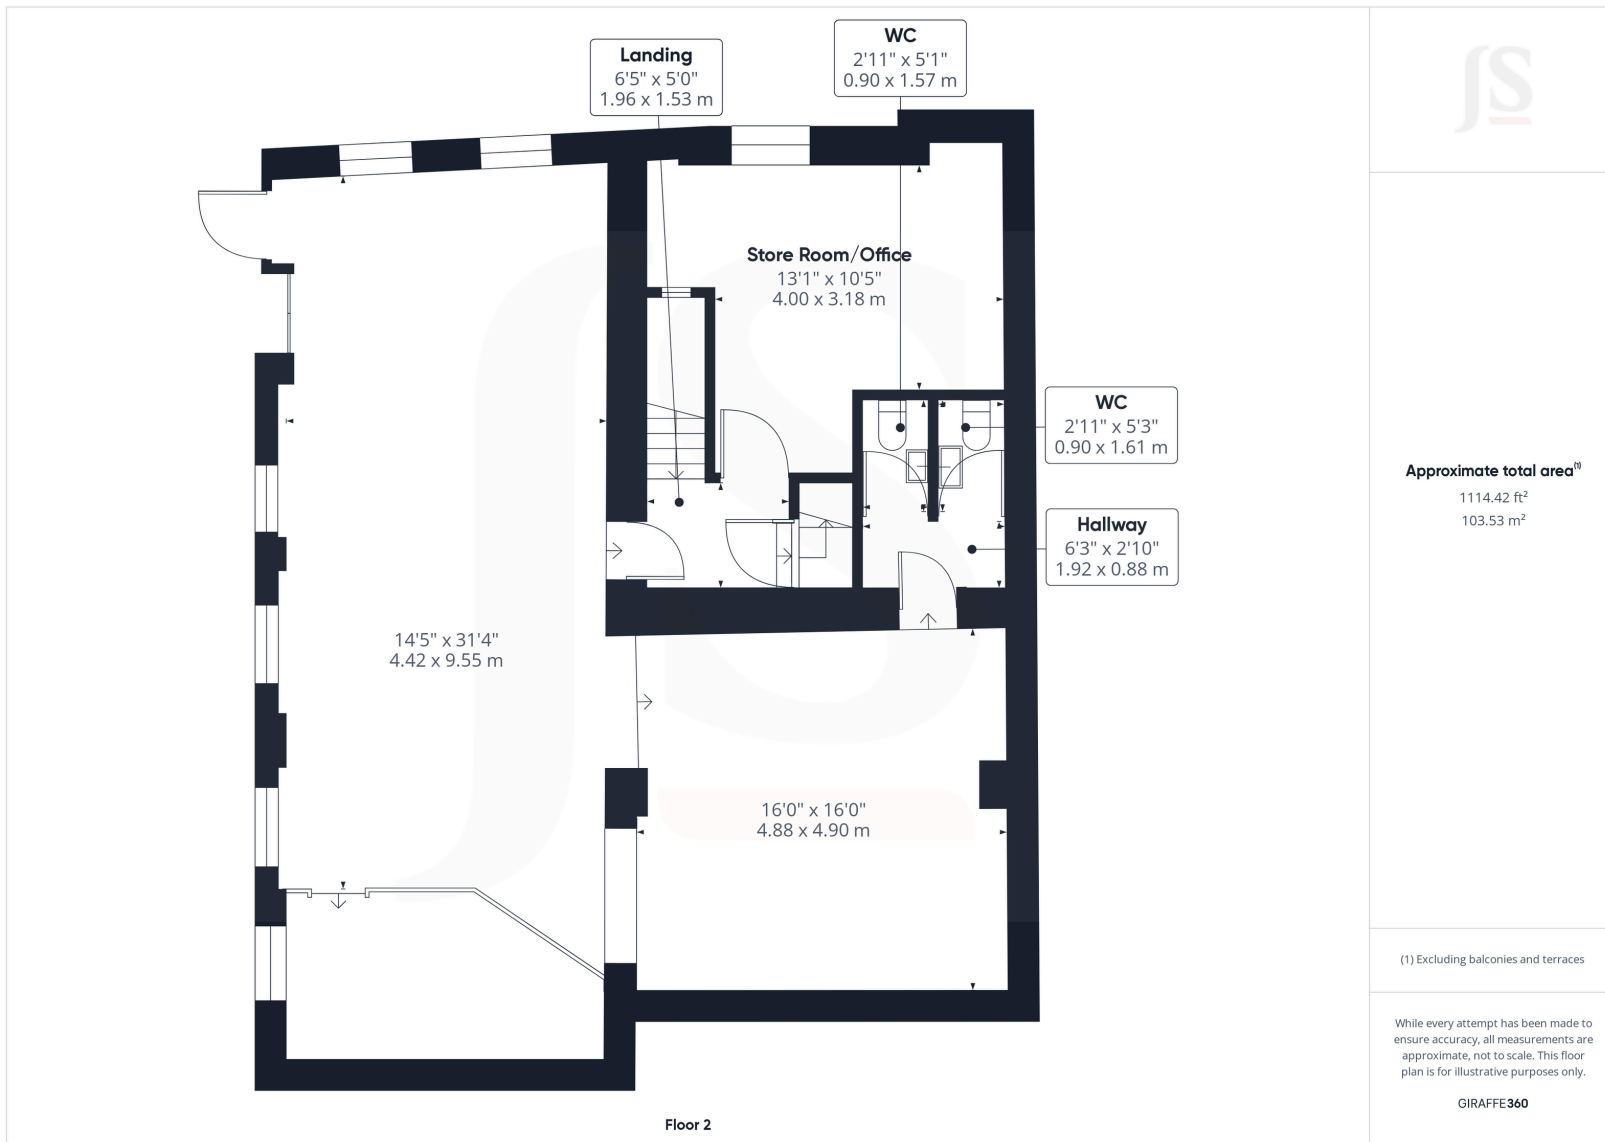 Landing
6'5" x 5'0"
1.96 x 1.53 m
WC
2'11" x 5'1"
0.90 x 1.57 m
JS
Store Room/Office
13'1" x 10'5"
4.00 x 3.18 m
WC
2'11" x 5'3"
0.90 x 1.61 m
Hallway
6'3" x 2'10"
1.92 x 0.88 m
14'5" x 31'4"
4.42 x 9.55 m
16'0" x 16'0"
4.88 x 4.90 m
Floor 2
Approximate total area(1)
1114.42 ft²
103.53 m²
(1) Excluding balconies and terraces
While every attempt has been made to
ensure accuracy, all measurements are
approximate, not to scale. This floor
plan is for illustrative purposes only.
GIRAFFE360